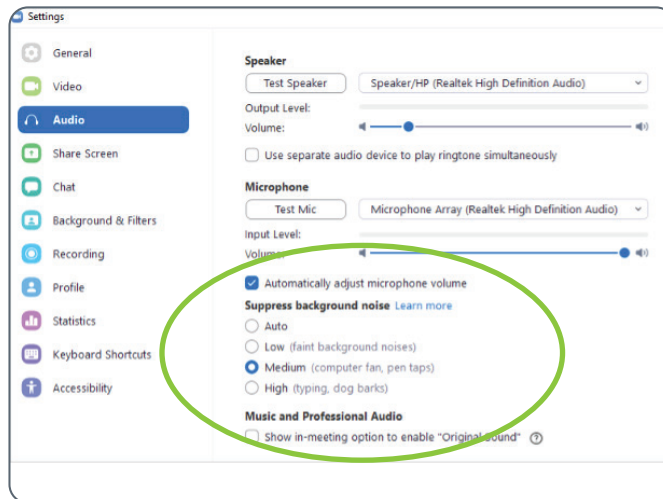 Settings
General
Video
Audio
Share Screen
Chat
Background & Filters
Recording
Profile
Statistics
Keyboard Shortcuts
Accessibility
Speaker
Test Speaker Speaker/HP (Realtek High Definition Audio)
Output Level:
Volume:
Use separate audio device to play ringtone simultaneously
Microphone
Test Mic Microphone Array (Realtek High Definition Audio)
Input Level:
Volume:
Automatically adjust microphone volume
Suppress background noise Learn more
Auto
Low (faint background noises)
Medium (computer fan, pen taps)
High (typing, dog barks)
Music and Professional Audio
Show in-meeting option to enable "Original Sound" ?